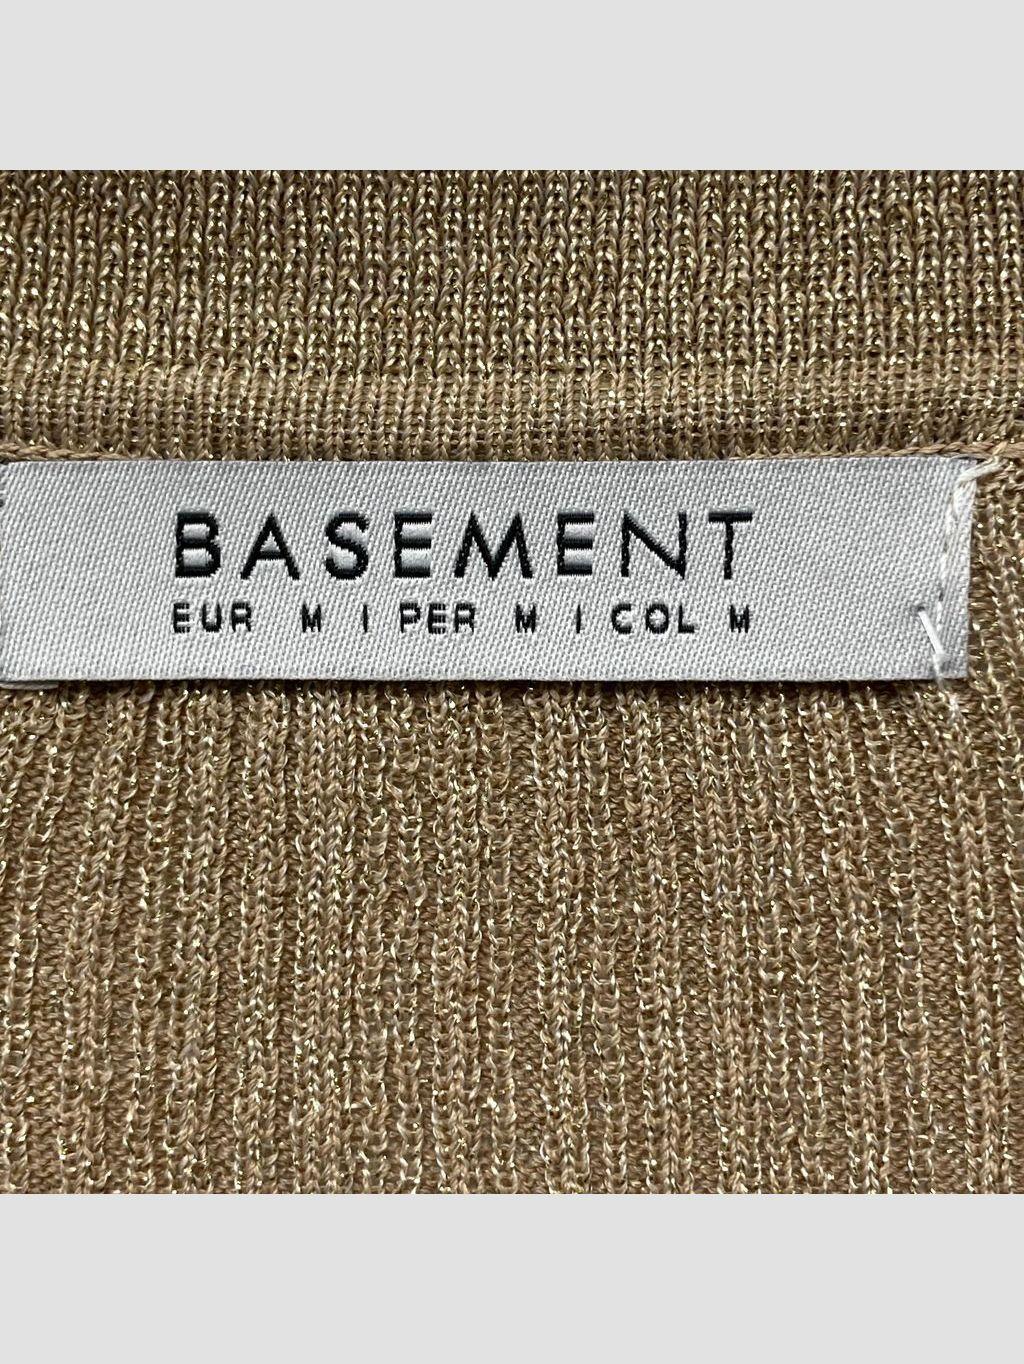 BASEMENT
EUR M | PER M | COL M